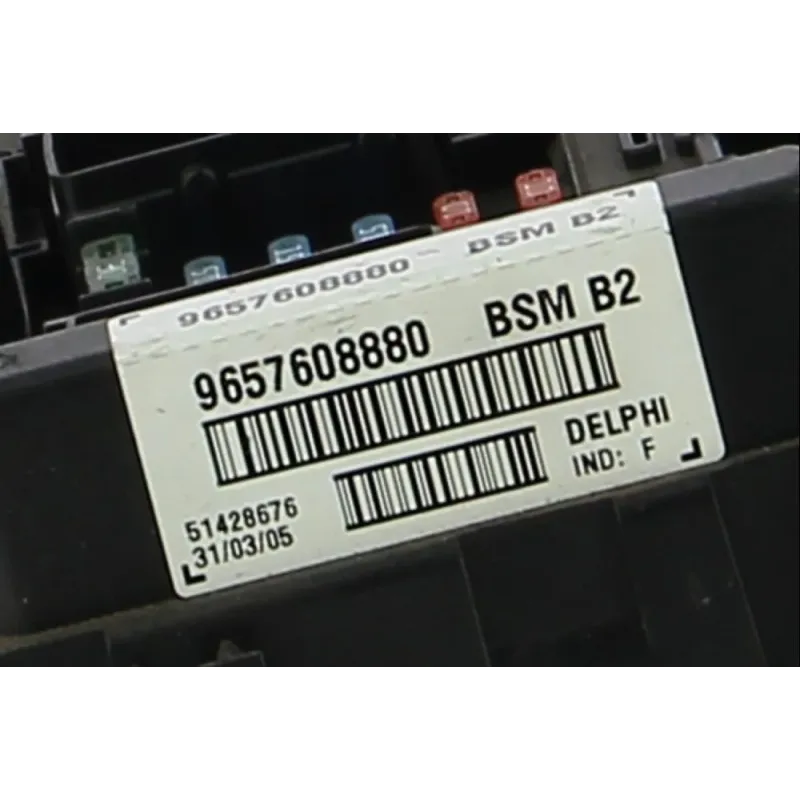 9657608880 BSM B2
9657608880 BSM B2
DELPHI
IND: F
51428676
31/03/05